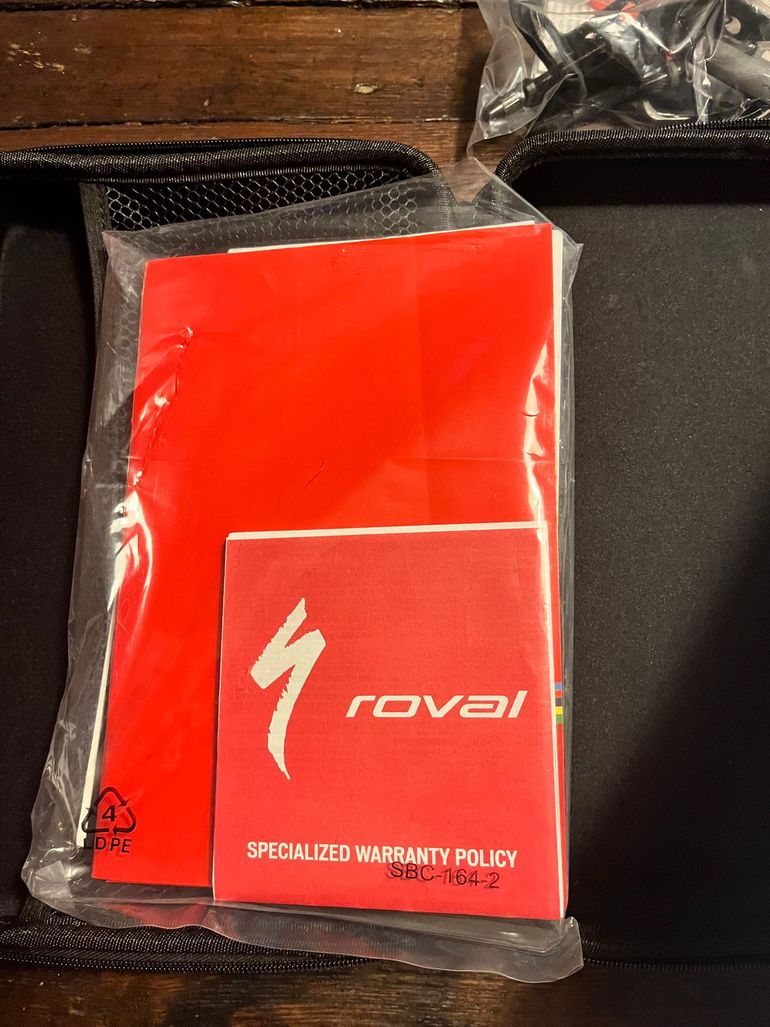 roval
SPECIALIZED WARRANTY POLICY
SBC-164-2
4
LDPE